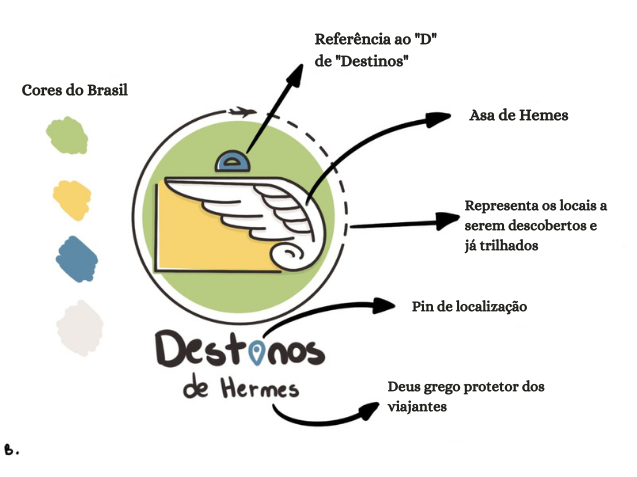 Referência ao "D"
de "Destinos"
Cores do Brasil
Asa de Hemes
Representa os locais a
serem descobertos e
já trilhados
Pin de localização
Destinos
de Hermes
Deus grego protetor dos
viajantes
B.